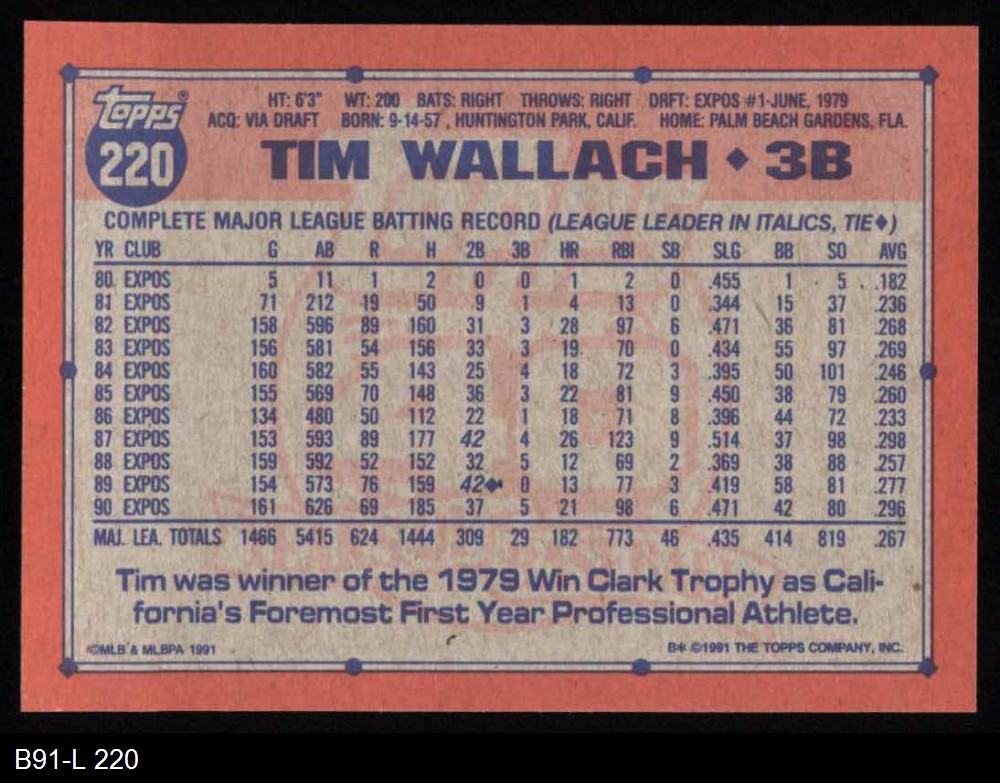 topps®
220
HT: 6'3" WT: 200 BATS: RIGHT THROWS: RIGHT DRFT: EXPOS #1-JUNE, 1979
ACQ: VIA DRAFT BORN: 9-14-57, HUNTINGTON PARK, CALIF. HOME: PALM BEACH GARDENS, FLA.
TIM WALLACH ◆ 3B
COMPLETE MAJOR LEAGUE BATTING RECORD (LEAGUE LEADER IN ITALICS, TIE◆)
YR CLUB G AB R H 2B 3B HR RBI SB SLG BB SO AVG
80 EXPOS 5 11 1 2 0 0 1 2 0 .455 1 5 .182
81 EXPOS 71 212 19 50 9 1 4 13 0 .344 15 37 .236
82 EXPOS 158 596 89 160 31 3 28 97 6 .471 36 81 .268
83 EXPOS 156 581 54 156 33 3 19 70 0 .434 55 97 .269
84 EXPOS 160 582 55 143 25 4 18 72 3 .395 50 101 .246
85 EXPOS 155 569 70 148 36 3 22 81 9 .450 38 79 .260
86 EXPOS 134 480 50 112 22 1 18 71 8 .396 44 72 .233
87 EXPOS 153 593 89 177 42 4 26 123 9 .514 37 98 .298
88 EXPOS 159 592 52 152 32 5 12 69 2 .369 38 88 .257
89 EXPOS 154 573 76 159 42◆ 0 13 77 3 .419 58 81 .277
90 EXPOS 161 626 69 185 37 5 21 98 6 .471 42 80 .296
MAJ. LEA. TOTALS 1466 5415 624 1444 309 29 182 773 46 .435 414 819 .267
Tim was winner of the 1979 Win Clark Trophy as Cali-
fornia's Foremost First Year Professional Athlete.
©MLB & MLBPA 1991 B* ©1991 THE TOPPS COMPANY, INC.
B91-L 220